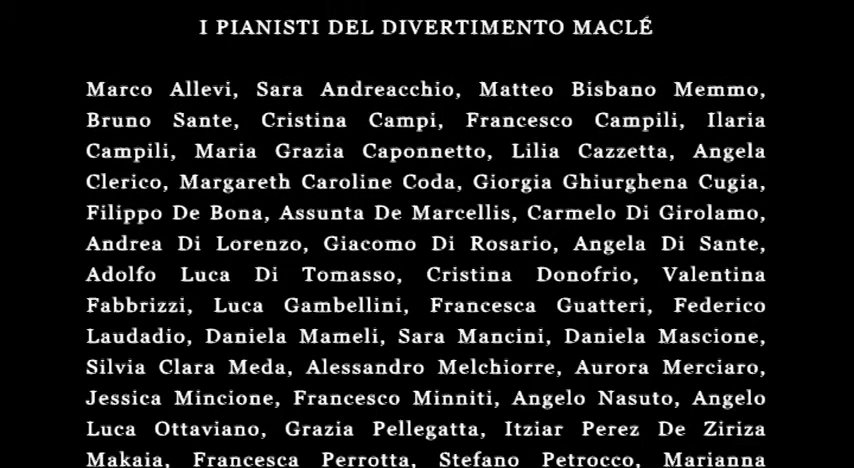 I PIANISTI DEL DIVERTIMENTO MACLÉ
Marco Allevi, Sara Andreacchio, Matteo Bisbano Memmo,
Bruno Sante, Cristina Campi, Francesco Campili, Ilaria
Campili, Maria Grazia Caponnetto, Lilia Cazzetta, Angela
Clerico, Margareth Caroline Coda, Giorgia Ghiurghena Cugia,
Filippo De Bona, Assunta De Marcellis, Carmelo Di Girolamo,
Andrea Di Lorenzo, Giacomo Di Rosario, Angela Di Sante,
Adolfo Luca Di Tomasso, Cristina Donofrio, Valentina
Fabbrizzi, Luca Gambellini, Francesca Guatteri, Federico
Laudadio, Daniela Mameli, Sara Mancini, Daniela Mascione,
Silvia Clara Meda, Alessandro Melchiorre, Aurora Merciaro,
Jessica Mincione, Francesco Minniti, Angelo Nasuto, Angelo
Luca Ottaviano, Grazia Pellegatta, Itziar Perez De Ziriza
Makaia, Francesca Perrotta, Stefano Petrocco, Marianna